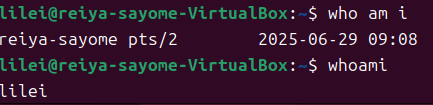 lilei@reiya-sayome-VirtualBox:~$ who am i
reiya-sayome pts/2        2025-06-29 09:08
lilei@reiya-sayome-VirtualBox:~$ whoami
lilei